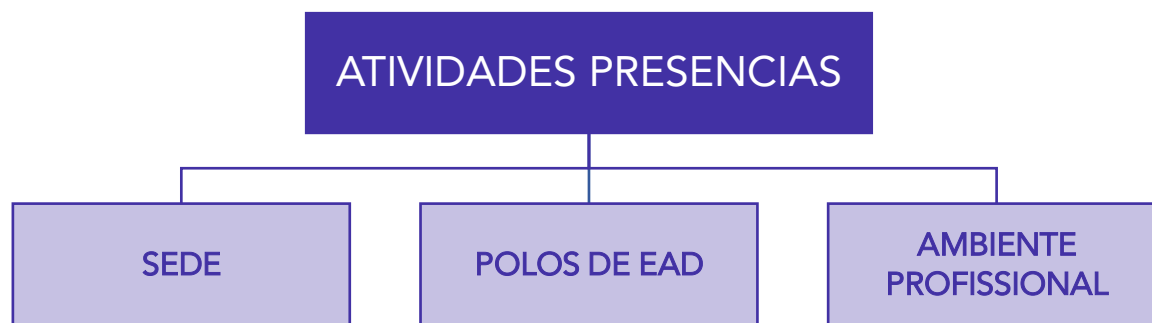 ATIVIDADES PRESENCIAS
SEDE
POLOS DE EAD
AMBIENTE
PROFISSIONAL